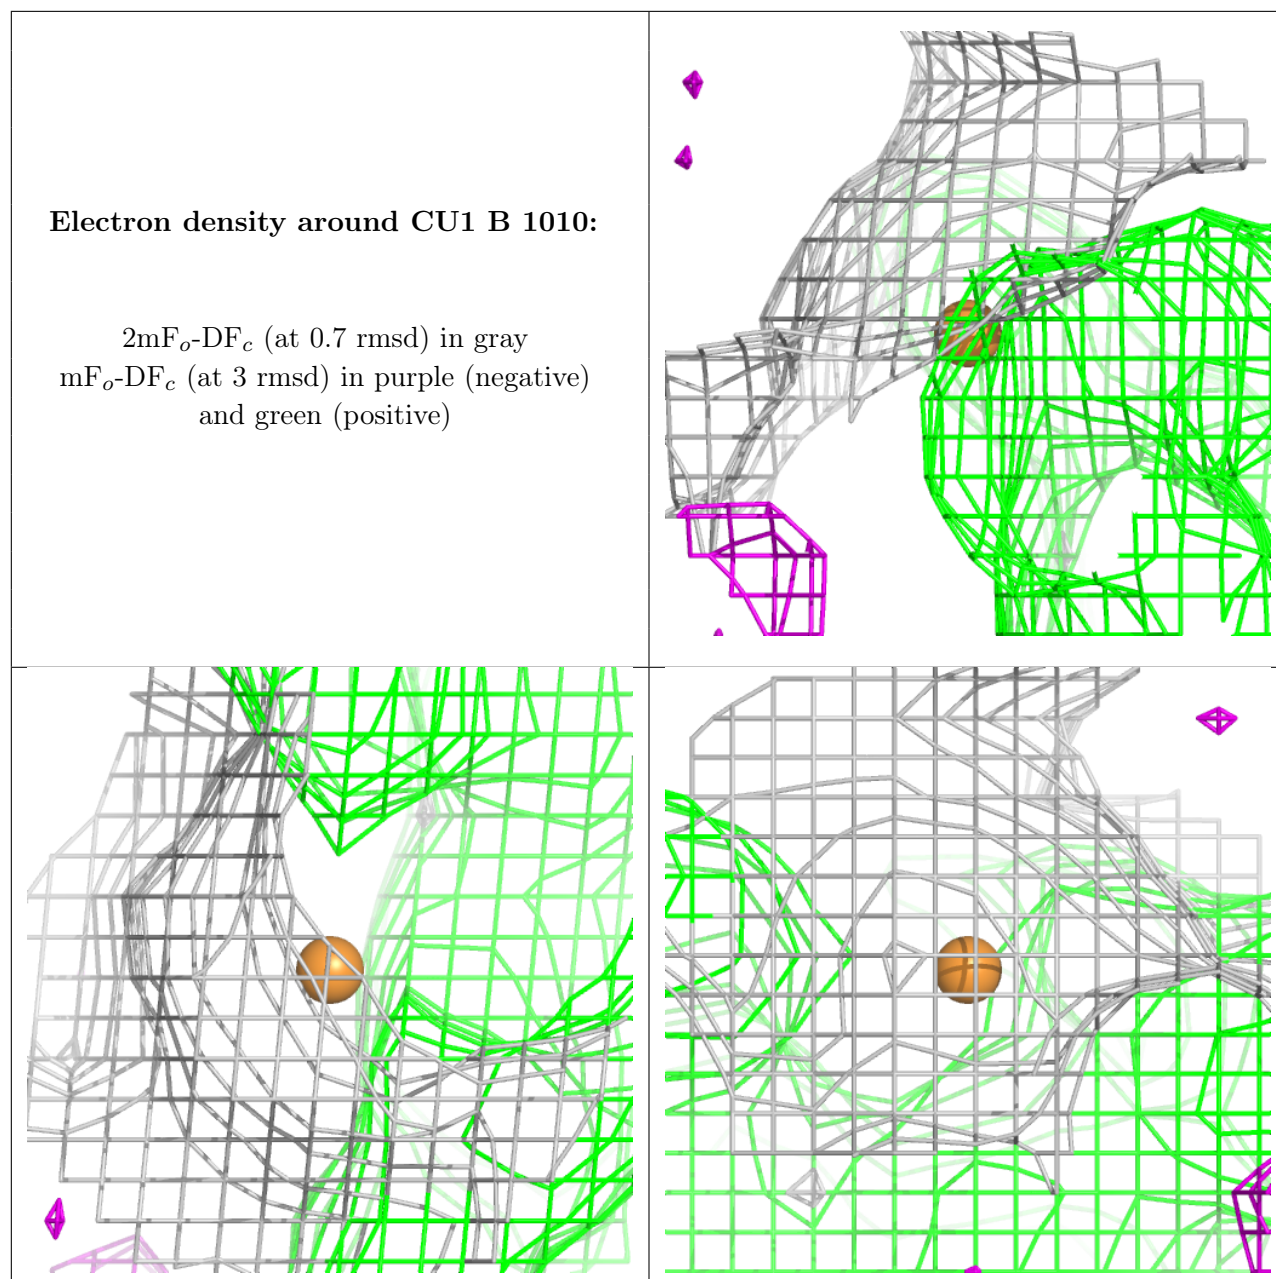 Electron density around CU1 B 1010:
2mFo-DFc (at 0.7 rmsd) in gray
mFo-DFc (at 3 rmsd) in purple (negative)
and green (positive)